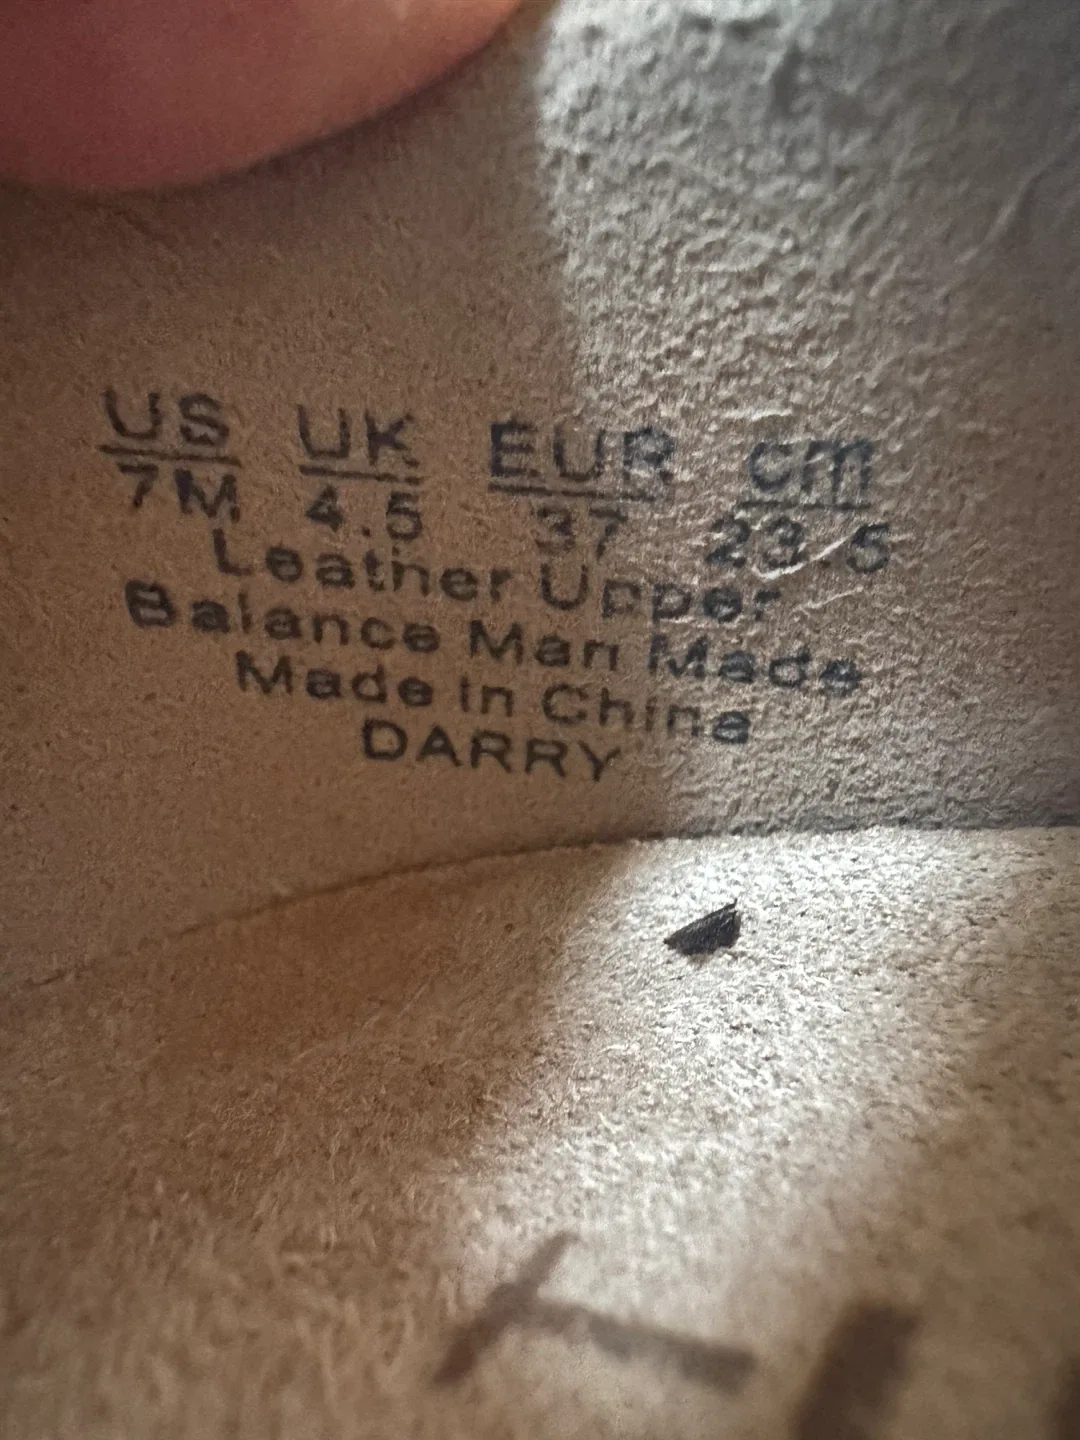 US UK EUR cm
7M 4.5 37 23.5
Leather Upper
Balance Man Made
Made in China
DARRY